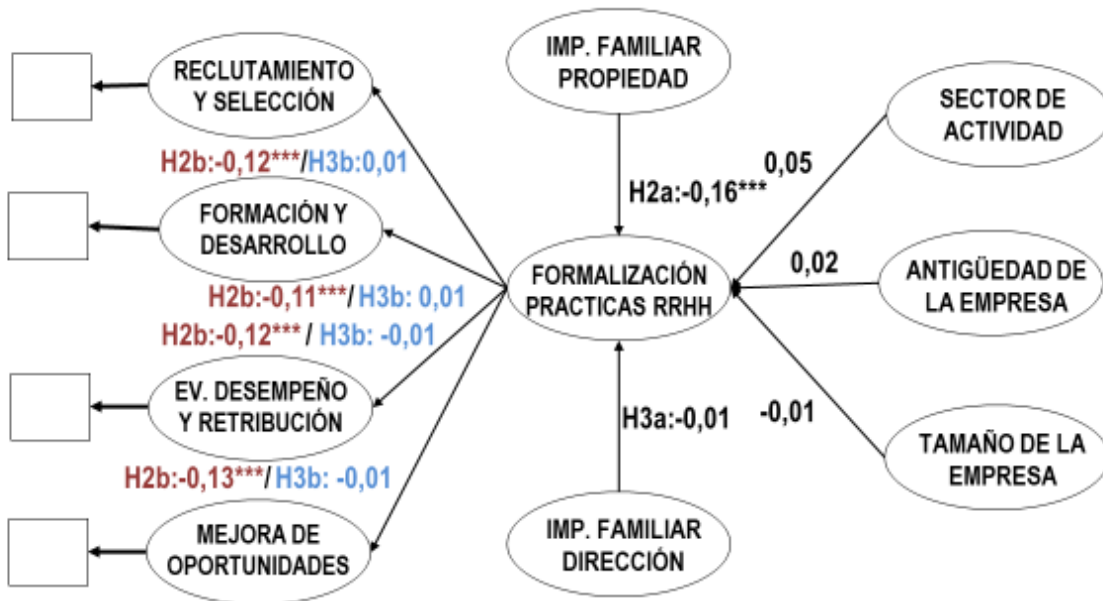 RECLUTAMIENTO
Y SELECCIÓN
H2b:-0,12***/H3b:0,01
FORMACIÓN Y
DESARROLLO
H2b:-0,11***/ H3b: 0,01
H2b:-0,12*** / H3b: -0,01
EV. DESEMPEÑO
Y RETRIBUCIÓN
H2b:-0,13***/ H3b: -0,01
MEJORA DE
OPORTUNIDADES
IMP. FAMILIAR
PROPIEDAD
H2a:-0,16***
FORMALIZACIÓN
PRACTICAS RRHH
H3a:-0,01
IMP. FAMILIAR
DIRECCIÓN
0,05
SECTOR DE
ACTIVIDAD
0,02
ANTIGÜEDAD DE
LA EMPRESA
-0,01
TAMAÑO DE LA
EMPRESA